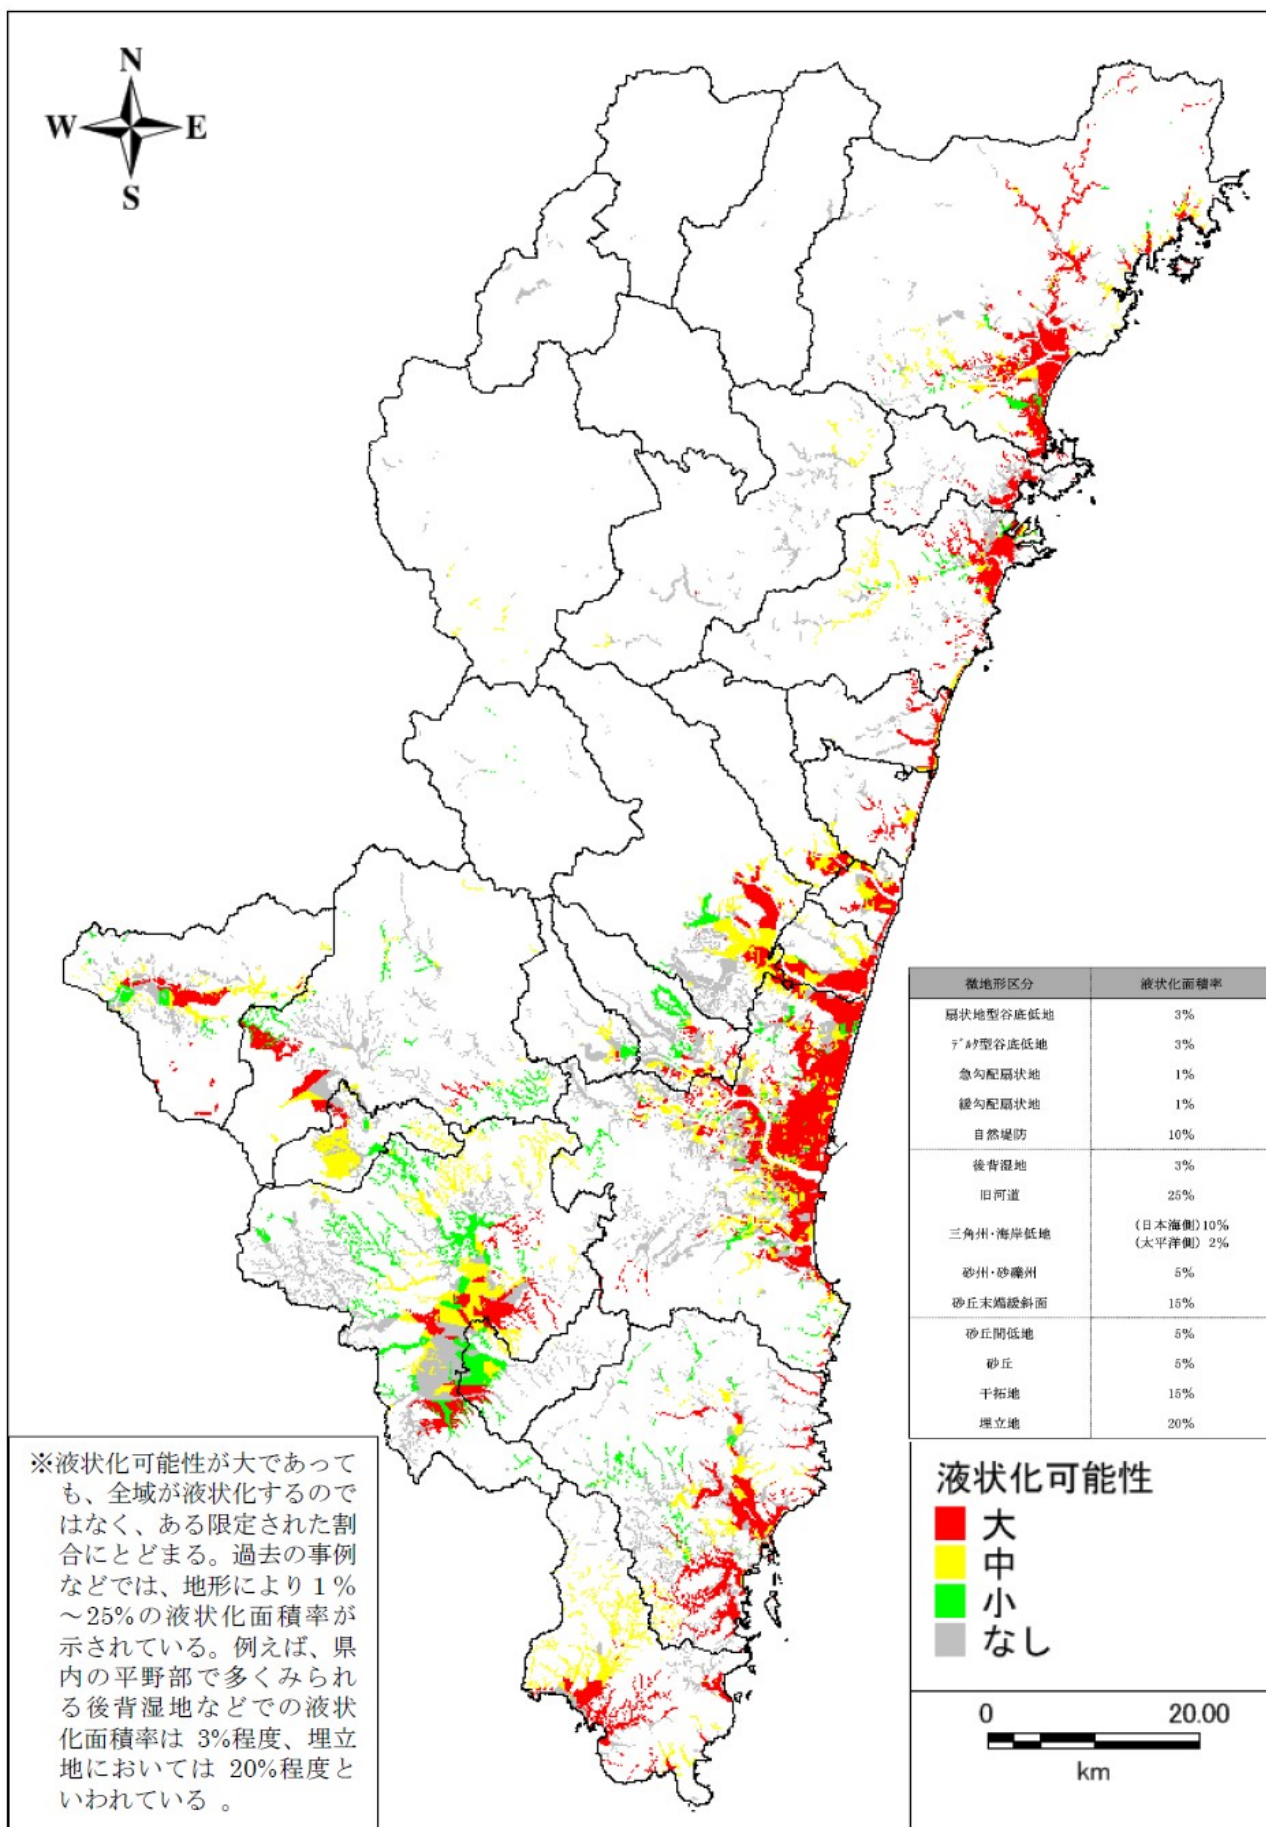 N
W E
S
微地形区分 液状化面積率
扇状地型谷底低地 3%
デルタ型谷底低地 3%
急勾配扇状地 1%
緩勾配扇状地 1%
自然堤防 10%
後背湿地 3%
旧河道 25%
三角州・海岸低地 (日本海側)10%
(太平洋側) 2%
砂州・砂礫州 5%
砂丘末端緩斜面 15%
砂丘間低地 5%
砂丘 5%
干拓地 15%
埋立地 20%
※液状化可能性が大であって
も、全域が液状化するのでは
はなく、ある限定された割
合にとどまる。過去の事例
などでは、地形により1%
～25%の液状化面積率が
示されている。例えば、県
内の平野部で多くみられ
る後背湿地などでの液状
化面積率は 3%程度、埋立
地においては 20%程度と
いわれている 。
液状化可能性
大
中
小
なし
0 20.00
km